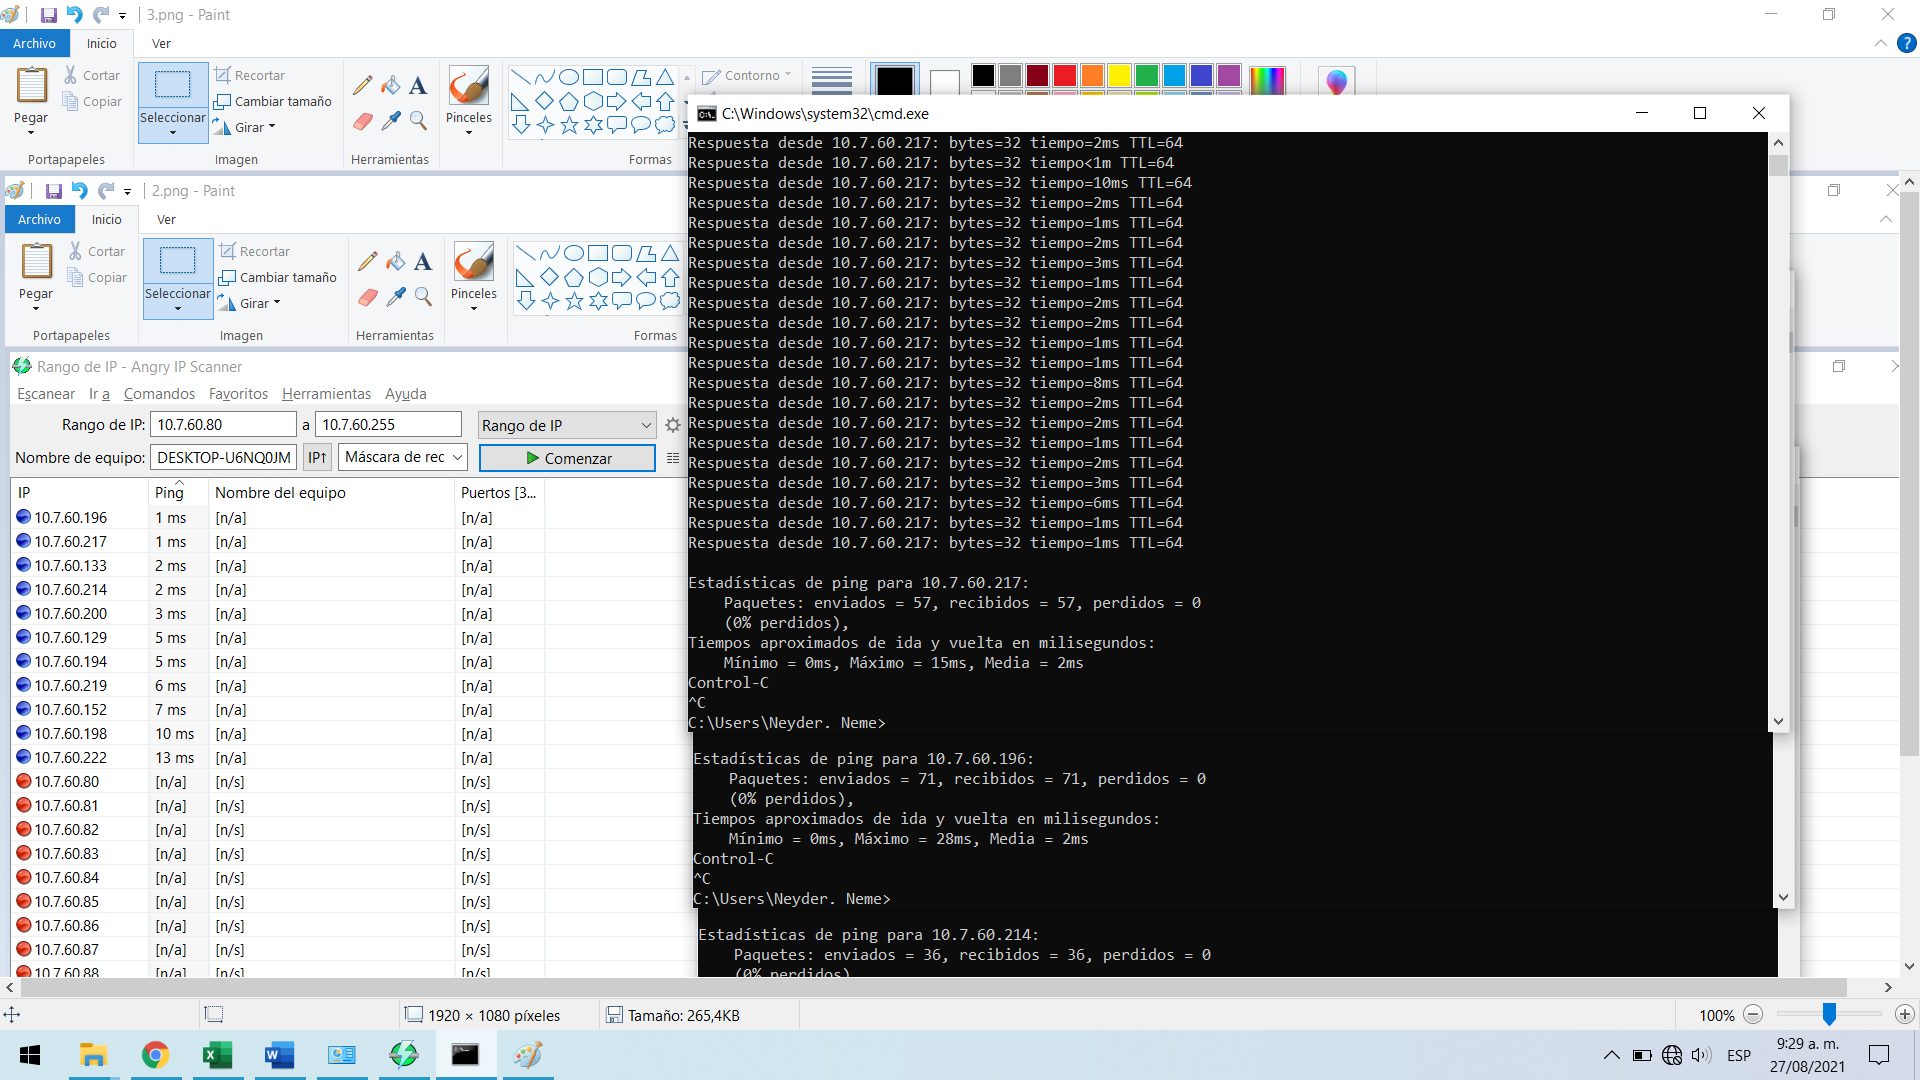 3.png - Paint
Archivo Inicio Ver
Pegar
Cortar
Copiar
Portapapeles
Seleccionar
Recortar
Cambiar tamaño
Girar
Imagen
Herramientas
Pinceles
Formas
Contorno
2.png - Paint
Archivo Inicio Ver
Pegar
Cortar
Copiar
Portapapeles
Seleccionar
Recortar
Cambiar tamaño
Girar
Imagen
Herramientas
Pinceles
Formas
Rango de IP - Angry IP Scanner
Escanear Ir a Comandos Favoritos Herramientas Ayuda
Rango de IP: 10.7.60.80 a 10.7.60.255 Rango de IP
Nombre de equipo: DESKTOP-U6NQ0JM IP↑ Máscara de rec Comenzar
IP Ping Nombre del equipo Puertos [3...
10.7.60.196 1 ms [n/a] [n/a]
10.7.60.217 1 ms [n/a] [n/a]
10.7.60.133 2 ms [n/a] [n/a]
10.7.60.214 2 ms [n/a] [n/a]
10.7.60.200 3 ms [n/a] [n/a]
10.7.60.129 5 ms [n/a] [n/a]
10.7.60.194 5 ms [n/a] [n/a]
10.7.60.219 6 ms [n/a] [n/a]
10.7.60.152 7 ms [n/a] [n/a]
10.7.60.198 10 ms [n/a] [n/a]
10.7.60.222 13 ms [n/a] [n/a]
10.7.60.80 [n/a] [n/s] [n/s]
10.7.60.81 [n/a] [n/s] [n/s]
10.7.60.82 [n/a] [n/s] [n/s]
10.7.60.83 [n/a] [n/s] [n/s]
10.7.60.84 [n/a] [n/s] [n/s]
10.7.60.85 [n/a] [n/s] [n/s]
10.7.60.86 [n/a] [n/s] [n/s]
10.7.60.87 [n/a] [n/s] [n/s]
10.7.60.88 [n/a] [n/s] [n/s]
C:\Windows\system32\cmd.exe
Respuesta desde 10.7.60.217: bytes=32 tiempo=2ms TTL=64
Respuesta desde 10.7.60.217: bytes=32 tiempo<1m TTL=64
Respuesta desde 10.7.60.217: bytes=32 tiempo=10ms TTL=64
Respuesta desde 10.7.60.217: bytes=32 tiempo=2ms TTL=64
Respuesta desde 10.7.60.217: bytes=32 tiempo=1ms TTL=64
Respuesta desde 10.7.60.217: bytes=32 tiempo=2ms TTL=64
Respuesta desde 10.7.60.217: bytes=32 tiempo=3ms TTL=64
Respuesta desde 10.7.60.217: bytes=32 tiempo=1ms TTL=64
Respuesta desde 10.7.60.217: bytes=32 tiempo=2ms TTL=64
Respuesta desde 10.7.60.217: bytes=32 tiempo=2ms TTL=64
Respuesta desde 10.7.60.217: bytes=32 tiempo=1ms TTL=64
Respuesta desde 10.7.60.217: bytes=32 tiempo=1ms TTL=64
Respuesta desde 10.7.60.217: bytes=32 tiempo=8ms TTL=64
Respuesta desde 10.7.60.217: bytes=32 tiempo=2ms TTL=64
Respuesta desde 10.7.60.217: bytes=32 tiempo=2ms TTL=64
Respuesta desde 10.7.60.217: bytes=32 tiempo=1ms TTL=64
Respuesta desde 10.7.60.217: bytes=32 tiempo=2ms TTL=64
Respuesta desde 10.7.60.217: bytes=32 tiempo=3ms TTL=64
Respuesta desde 10.7.60.217: bytes=32 tiempo=6ms TTL=64
Respuesta desde 10.7.60.217: bytes=32 tiempo=1ms TTL=64
Respuesta desde 10.7.60.217: bytes=32 tiempo=1ms TTL=64
Estadísticas de ping para 10.7.60.217:
Paquetes: enviados = 57, recibidos = 57, perdidos = 0
(0% perdidos),
Tiempos aproximados de ida y vuelta en milisegundos:
Mínimo = 0ms, Máximo = 15ms, Media = 2ms
Control-C
^C
C:\Users\Neyder. Neme>
Estadísticas de ping para 10.7.60.196:
Paquetes: enviados = 71, recibidos = 71, perdidos = 0
(0% perdidos),
Tiempos aproximados de ida y vuelta en milisegundos:
Mínimo = 0ms, Máximo = 28ms, Media = 2ms
Control-C
^C
C:\Users\Neyder. Neme>
Estadísticas de ping para 10.7.60.214:
Paquetes: enviados = 36, recibidos = 36, perdidos = 0
(0% perdidos)
1920 × 1080 píxeles
Tamaño: 265,4KB
100%
ESP
9:29 a. m.
27/08/2021